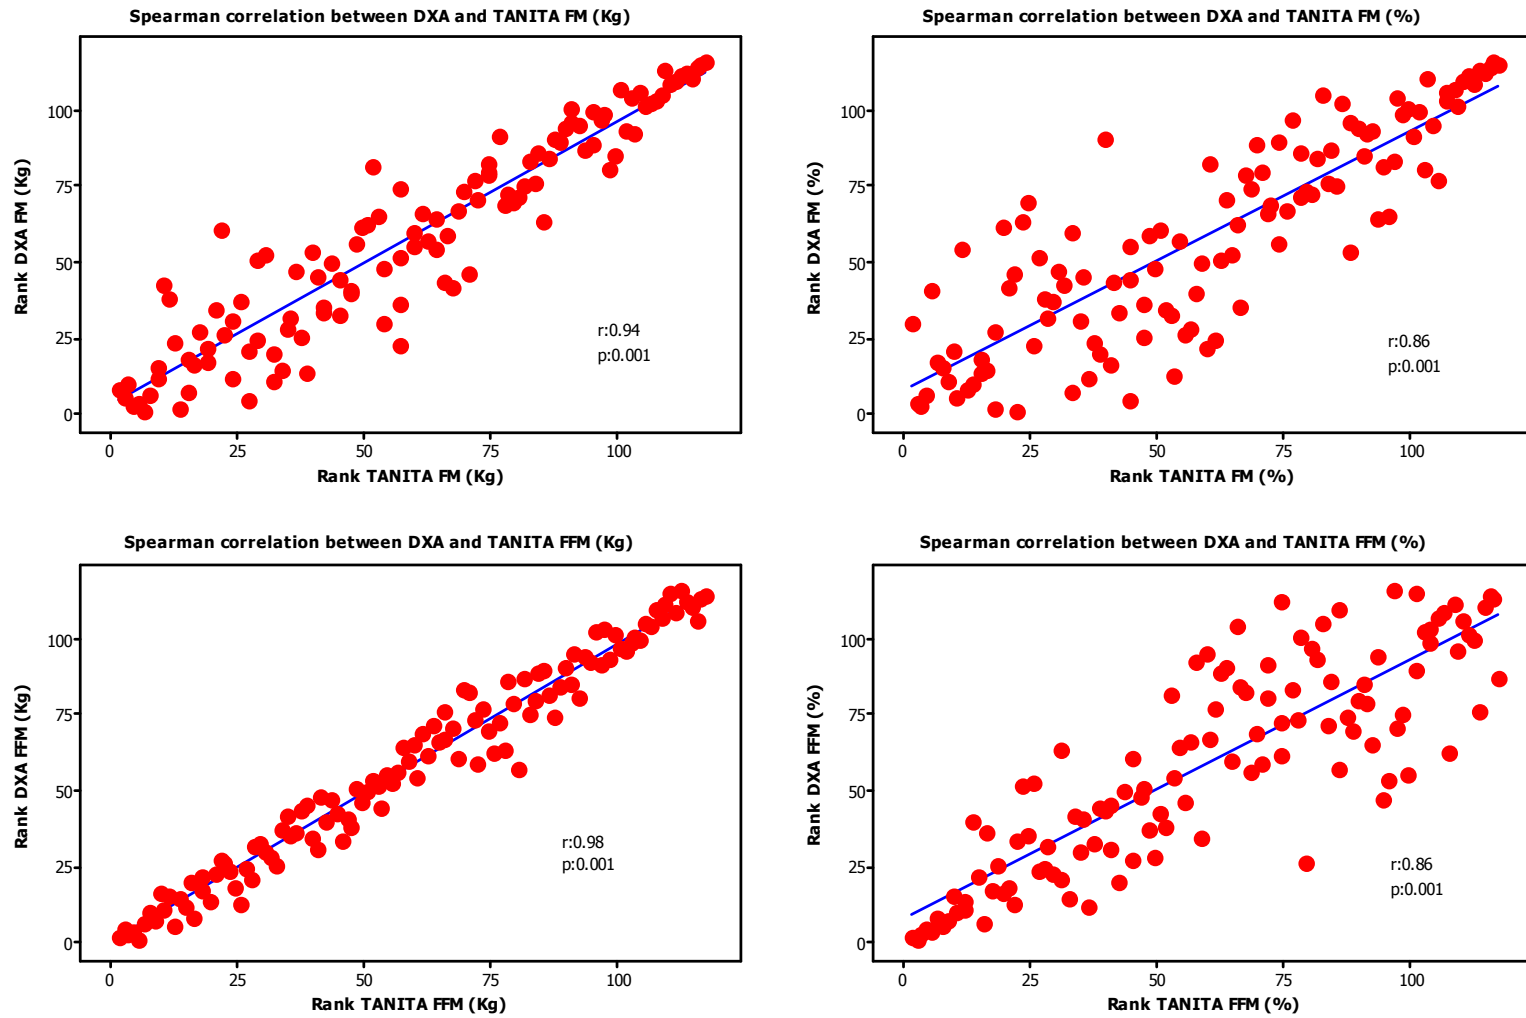 Spearman correlation between DXA and TANITA FM (Kg)
Rank DXA FM (Kg)
100
75
50
25
0
r:0.94
p:0.001
0 25 50 75 100
Rank TANITA FM (Kg)
Spearman correlation between DXA and TANITA FM (%)
Rank DXA FM (%)
100
75
50
25
0
r:0.86
p:0.001
0 25 50 75 100
Rank TANITA FM (%)
Spearman correlation between DXA and TANITA FFM (Kg)
Rank DXA FFM (Kg)
100
75
50
25
0
r:0.98
p:0.001
0 25 50 75 100
Rank TANITA FFM (Kg)
Spearman correlation between DXA and TANITA FFM (%)
Rank DXA FFM (%)
100
75
50
25
0
r:0.86
p:0.001
0 25 50 75 100
Rank TANITA FFM (%)